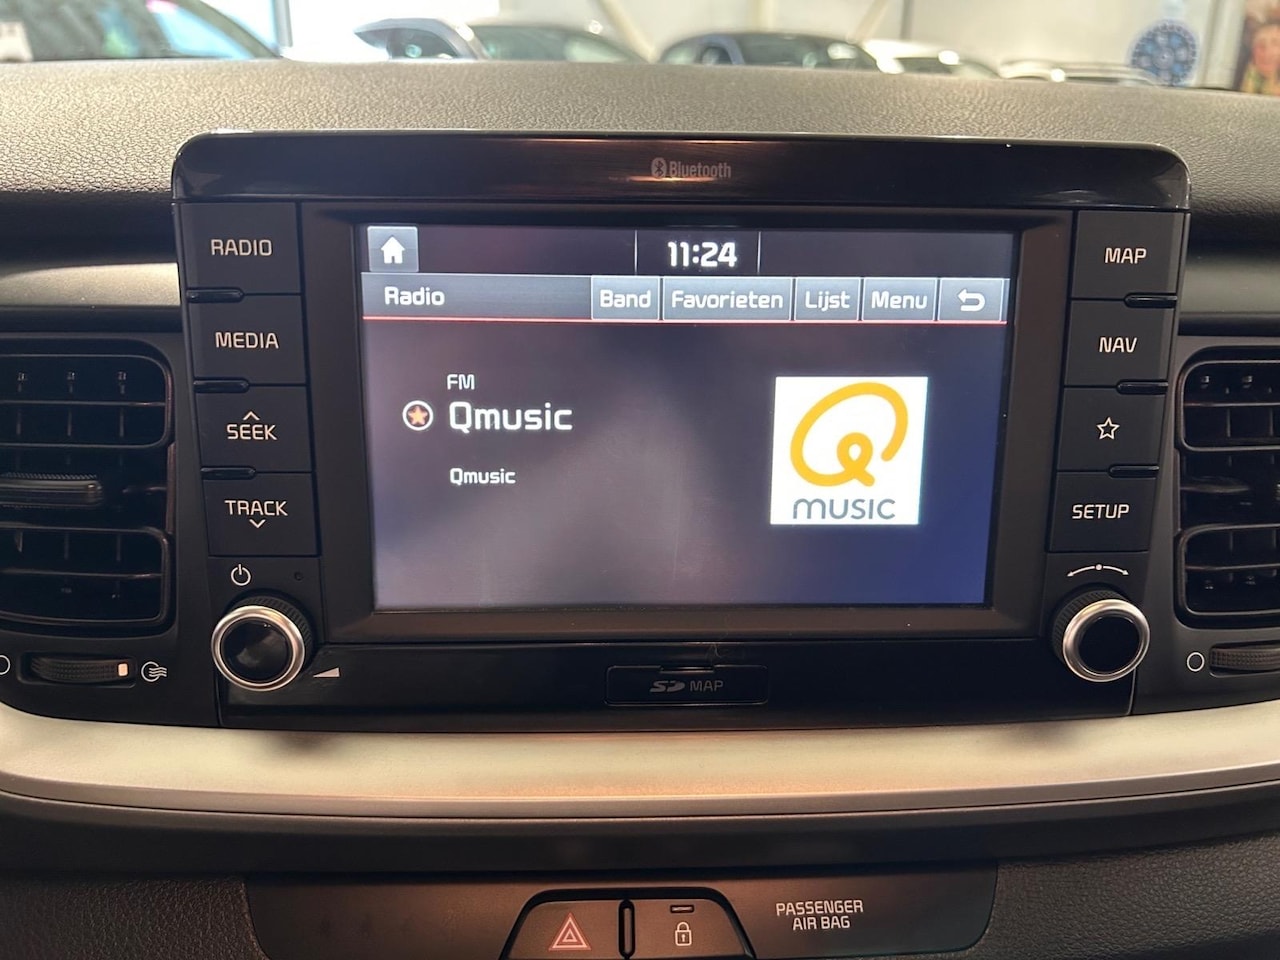 Bluetooth
RADIO
MEDIA
SEEK
TRACK
11:24
Radio
Band
Favorieten
Lijst
Menu
FM
Qmusic
Qmusic
Q
MUSIC
MAP
NAV
SETUP
SD MAP
PASSENGER
AIR BAG